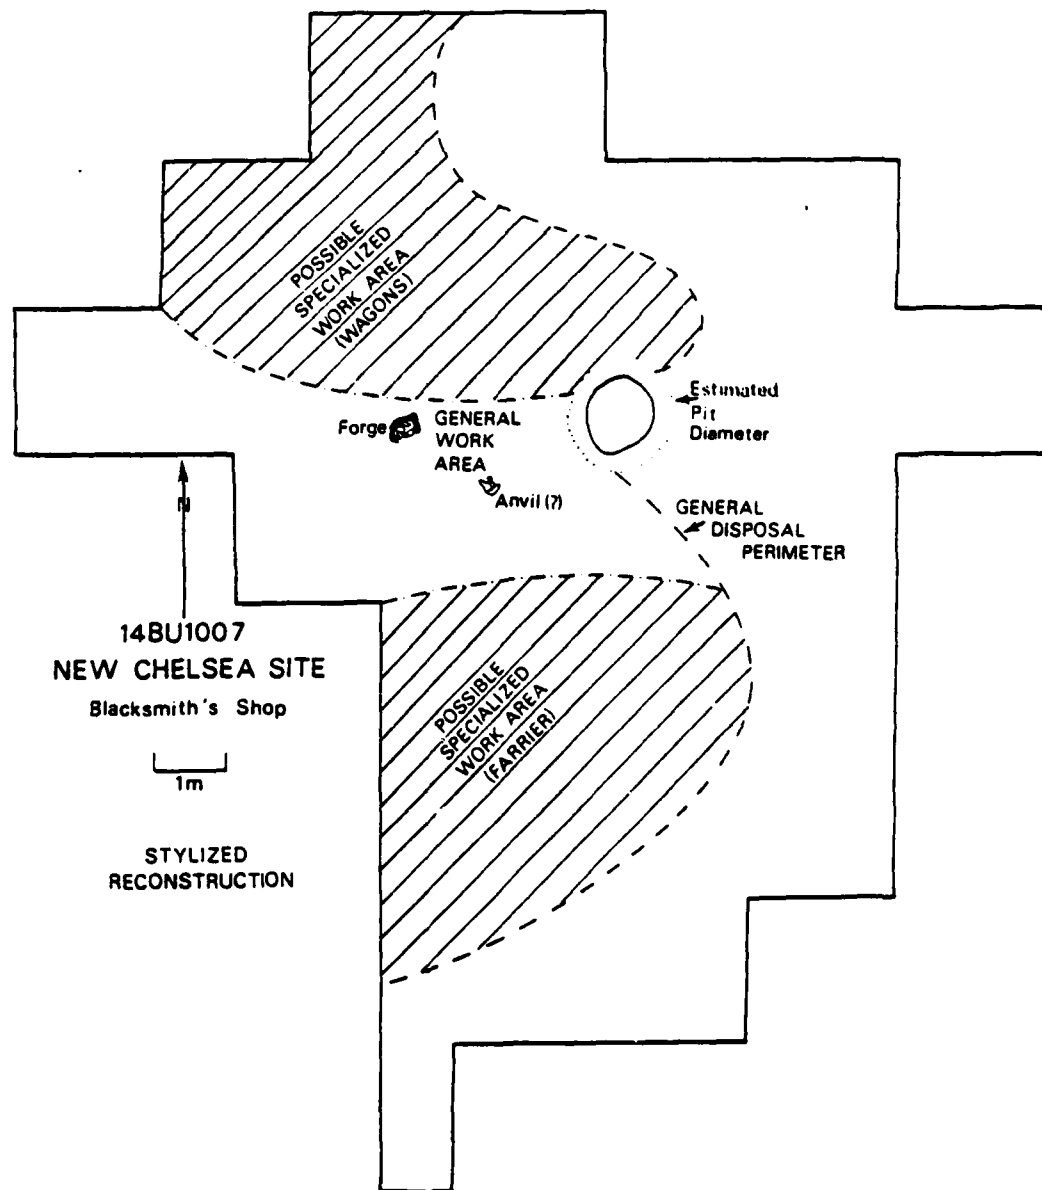 POSSIBLE
SPECIALIZED
WORK AREA
(WAGONS)
Forge
GENERAL
WORK
AREA
Anvil (?)
Estimated
Pit
Diameter
GENERAL
DISPOSAL
PERIMETER
N
14BU1007
NEW CHELSEA SITE
Blacksmith's Shop
1m
STYLIZED
RECONSTRUCTION
POSSIBLE
SPECIALIZED
WORK AREA
(FARRIER)